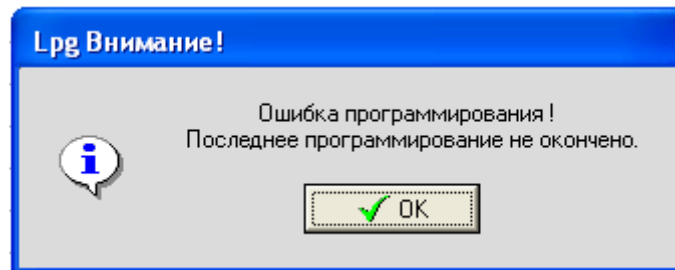 Lpg Внимание!
Ошибка программирования !
Последнее программирование не окончено.
OK